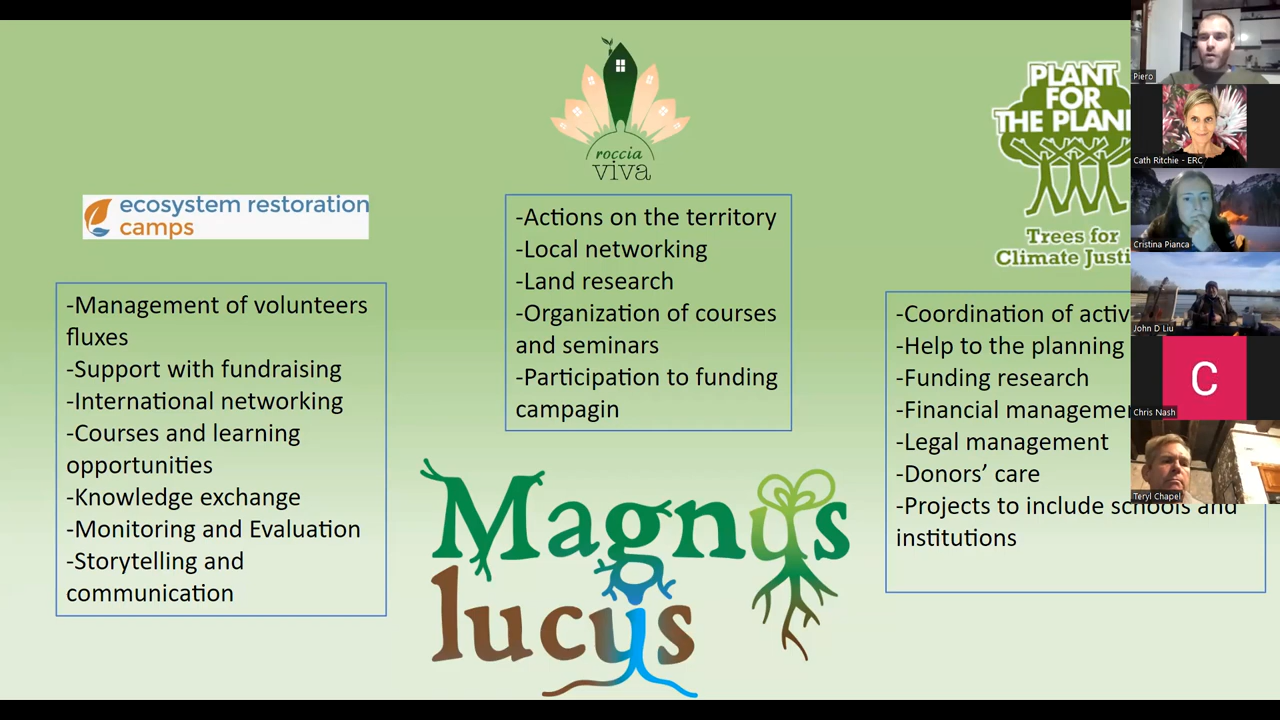 roccia
viva
PLANT
FOR
THE PLAN
Trees for
Climate Justi
ecosystem restoration
camps
-Management of volunteers
fluxes
-Support with fundraising
-International networking
-Courses and learning
opportunities
-Knowledge exchange
-Monitoring and Evaluation
-Storytelling and
communication
-Actions on the territory
-Local networking
-Land research
-Organization of courses
and seminars
-Participation to funding
campagin
-Coordination of activ
-Help to the planning
-Funding research
-Financial manageme
-Legal management
-Donors’ care
-Projects to include schools and
institutions
Magnus
lucus
Piero
Cath Ritchie - ERC
Cristina Pianca
John D Liu
C
Chris Nash
Teryl Chapel